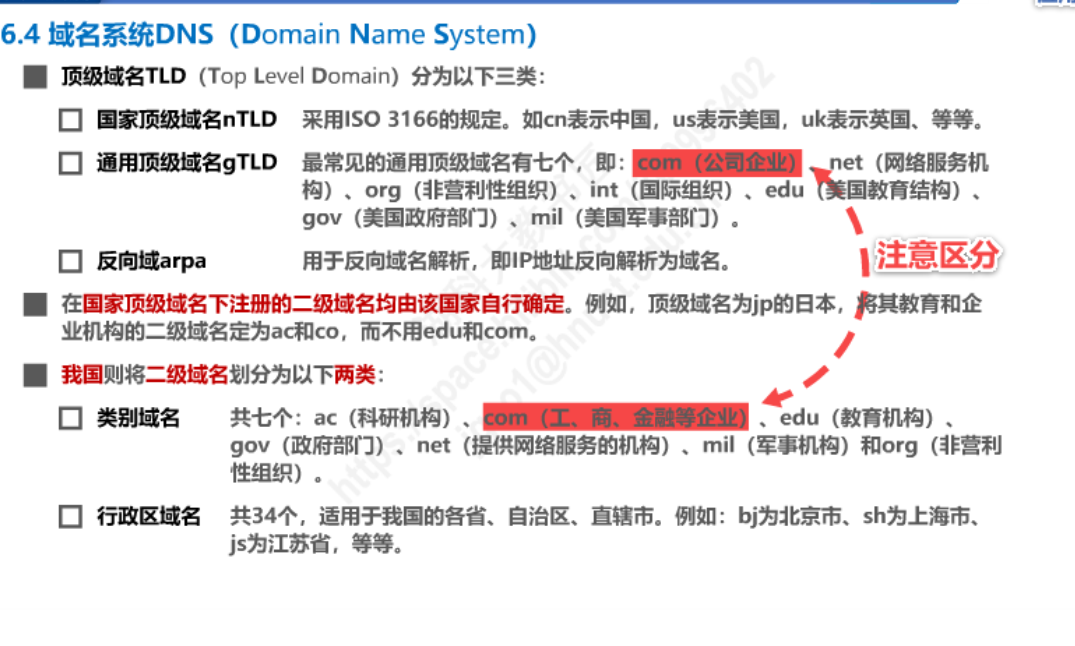 6.4 域名系统DNS（Domain Name System）
顶级域名TLD（Top Level Domain）分为以下三类：
国家顶级域名nTLD 采用ISO 3166的规定。如cn表示中国，us表示美国，uk表示英国、等等。
通用顶级域名gTLD 最常见的通用顶级域名有七个，即：com（公司企业）、net（网络服务机
构）、org（非营利性组织）、int（国际组织）、edu（美国教育结构）、
gov（美国政府部门）、mil（美国军事部门）。
反向域arpa 用于反向域名解析，即IP地址反向解析为域名。
注意区分
在国家顶级域名下注册的二级域名均由该国家自行确定。例如，顶级域名为jp的日本，将其教育和企
业机构的二级域名定为ac和co，而不用edu和com。
我国则将二级域名划分为以下两类：
类别域名 共七个：ac（科研机构）、com（工、商、金融等企业）、edu（教育机构）、
gov（政府部门）、net（提供网络服务的机构）、mil（军事机构）和org（非营利
性组织）。
行政区域名 共34个，适用于我国的各省、自治区、直辖市。例如：bj为北京市、sh为上海市、
js为江苏省，等等。